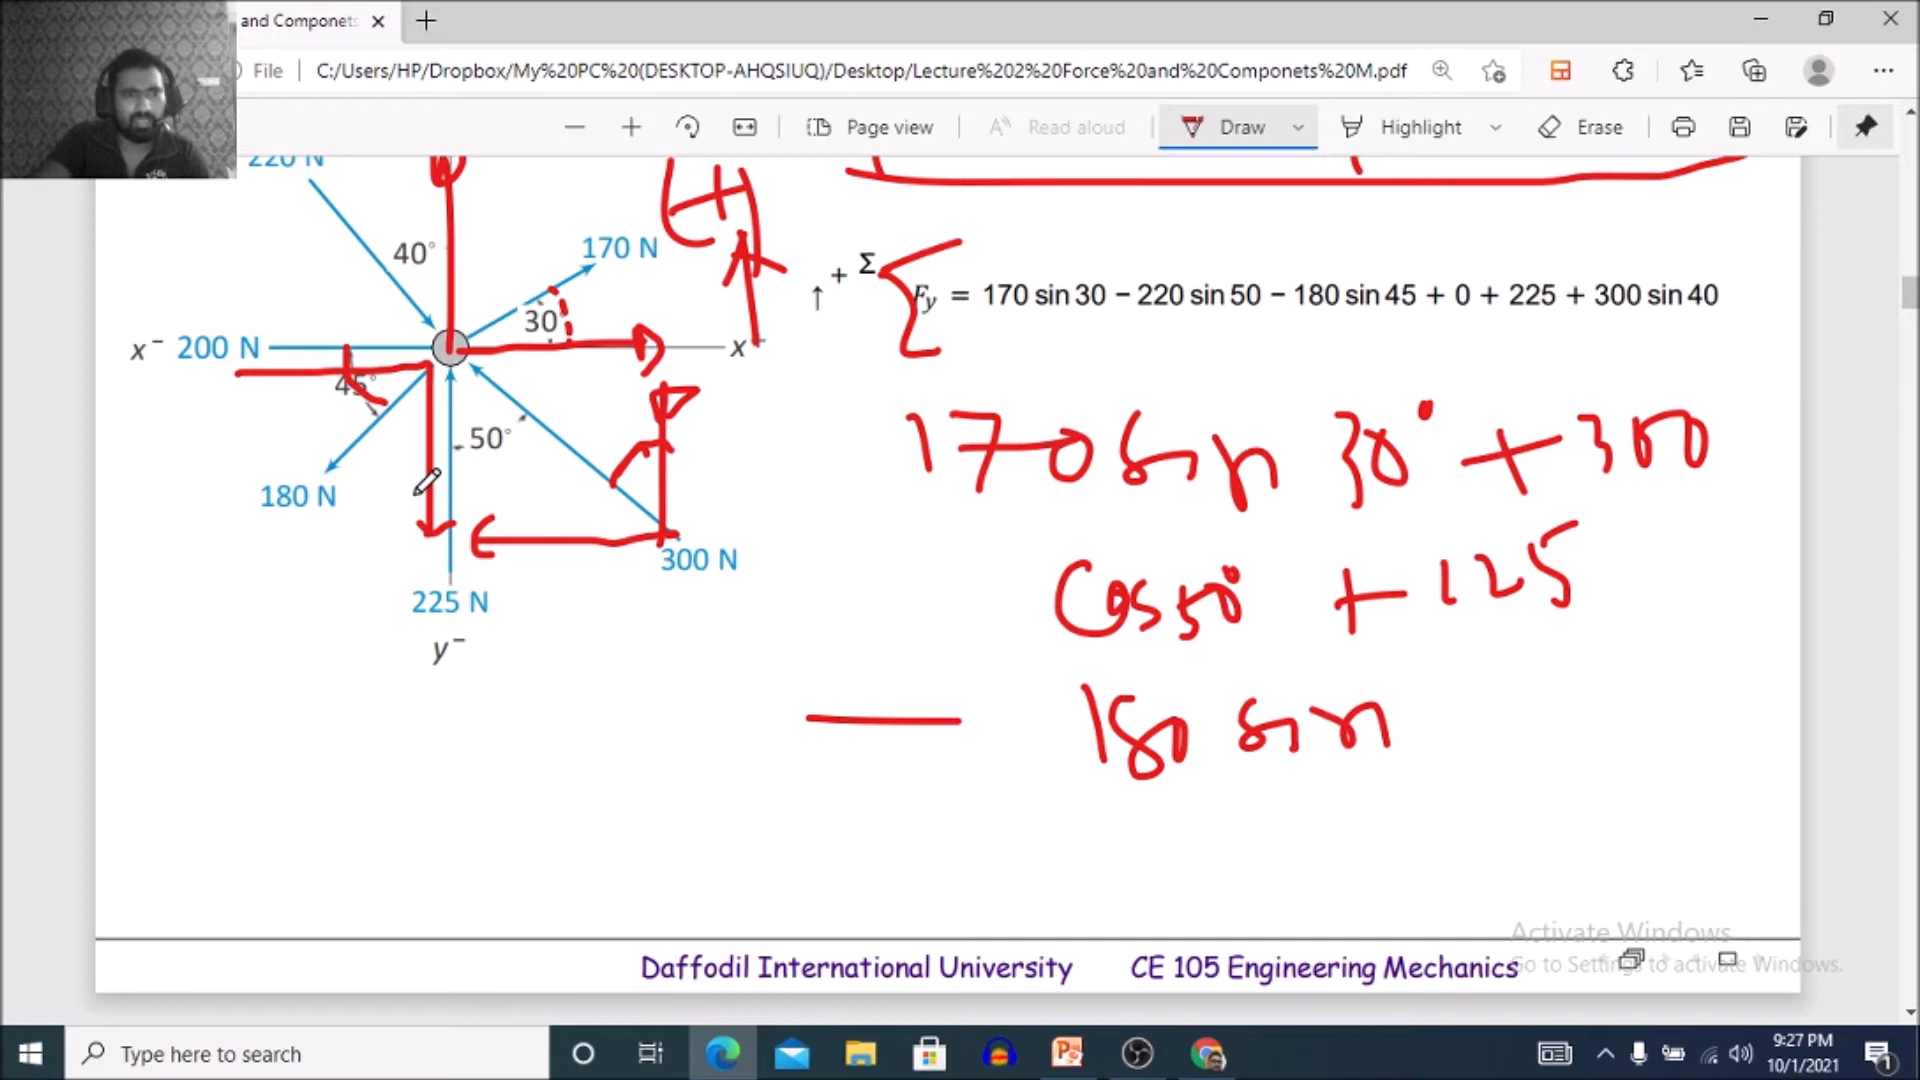 and Componets
File
C:/Users/HP/Dropbox/My%20PC%20(DESKTOP-AHQSIUQ)/Desktop/Lecture%202%20Force%20and%20Componets%20M.pdf
Page view
Read aloud
Draw
Highlight
Erase
220 N
40°
170 N
30
x⁻ 200 N
x
45°
50°
180 N
300 N
225 N
y⁻
(+)
↑ + Σ F_y = 170 sin 30 − 220 sin 50 − 180 sin 45 + 0 + 225 + 300 sin 40
170 sin 30° + 300
Cos 50° + 125
— 180 sin
Activate Windows
Go to Settings to activate Windows.
Daffodil International University CE 105 Engineering Mechanics
Type here to search
9:27 PM
10/1/2021
1